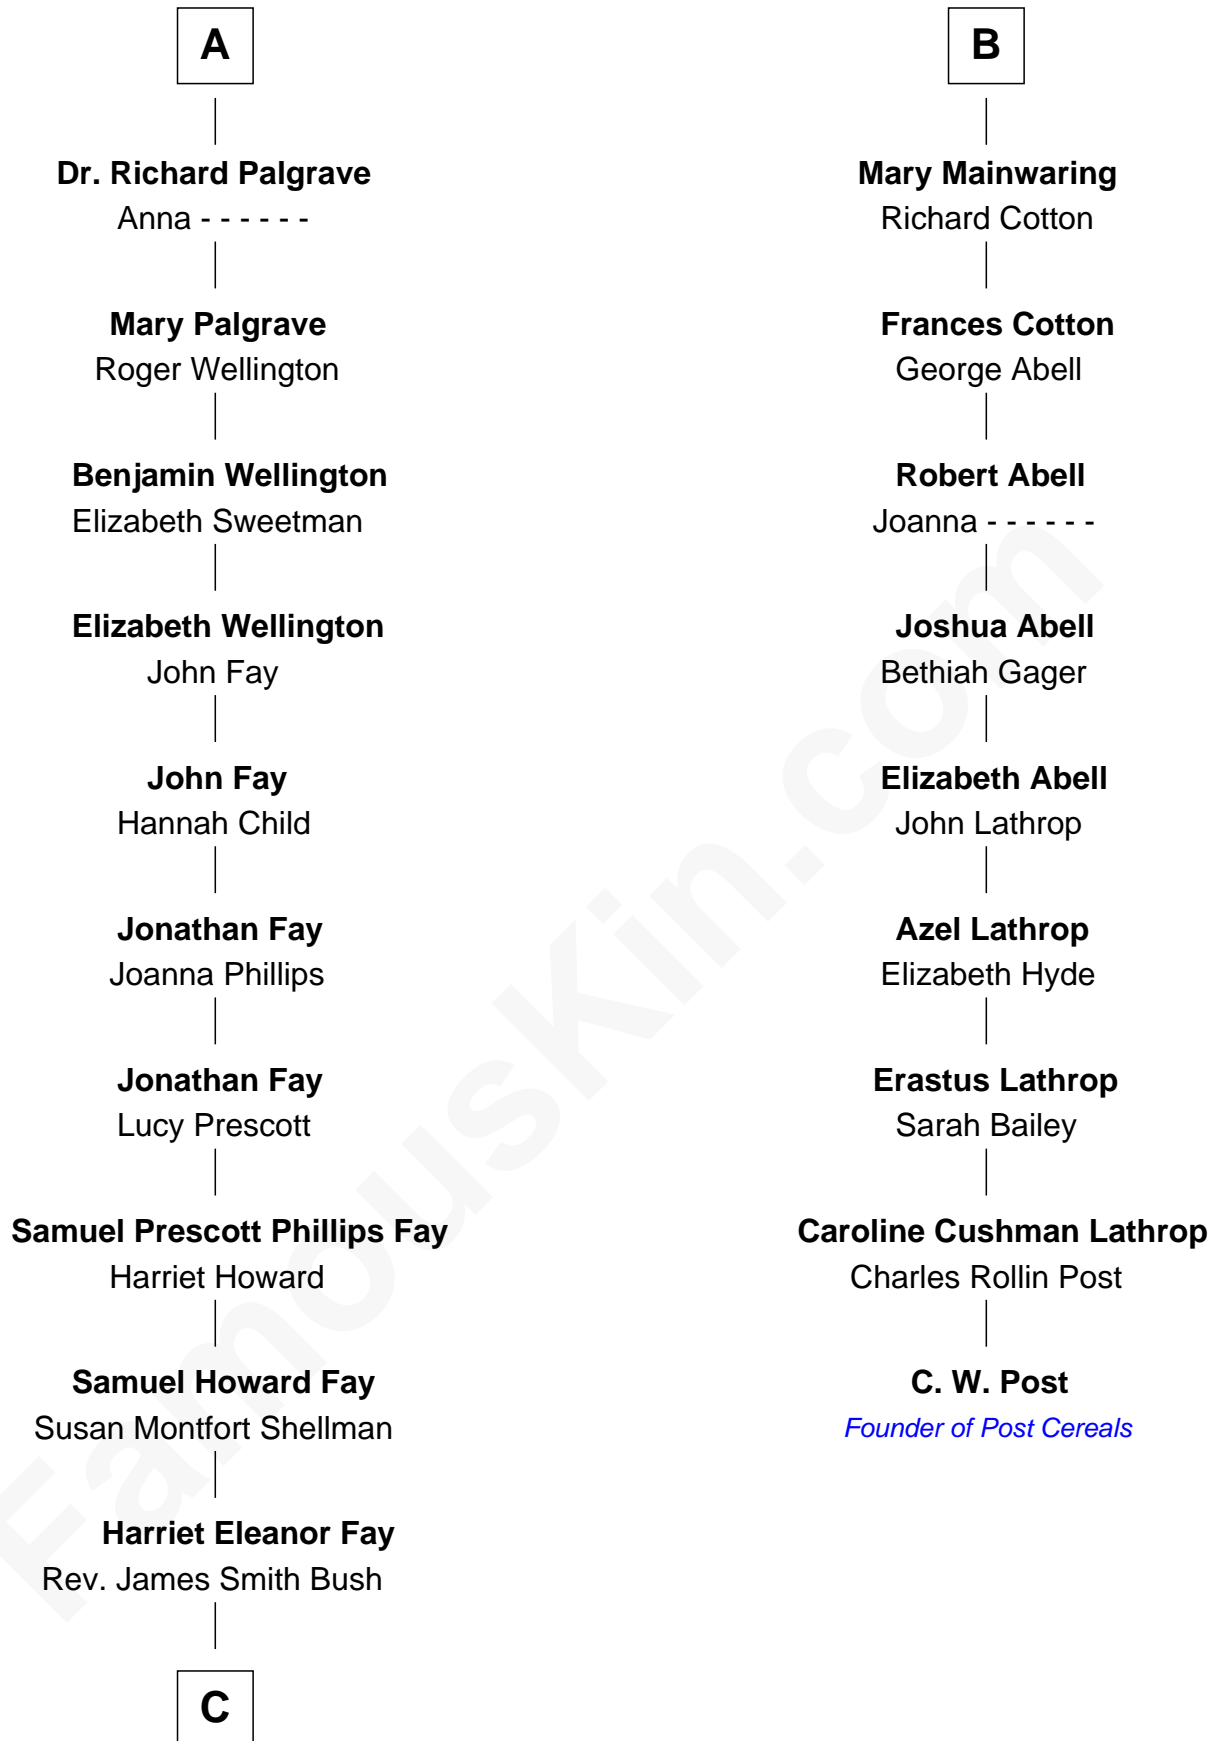 A
Dr. Richard Palgrave
Anna - - - - - -
Mary Palgrave
Roger Wellington
Benjamin Wellington
Elizabeth Sweetman
Elizabeth Wellington
John Fay
John Fay
Hannah Child
Jonathan Fay
Joanna Phillips
Jonathan Fay
Lucy Prescott
Samuel Prescott Phillips Fay
Harriet Howard
Samuel Howard Fay
Susan Montfort Shellman
Harriet Eleanor Fay
Rev. James Smith Bush
C
B
Mary Mainwaring
Richard Cotton
Frances Cotton
George Abell
Robert Abell
Joanna - - - - - -
Joshua Abell
Bethiah Gager
Elizabeth Abell
John Lathrop
Azel Lathrop
Elizabeth Hyde
Erastus Lathrop
Sarah Bailey
Caroline Cushman Lathrop
Charles Rollin Post
C. W. Post
Founder of Post Cereals
FamousKin.com